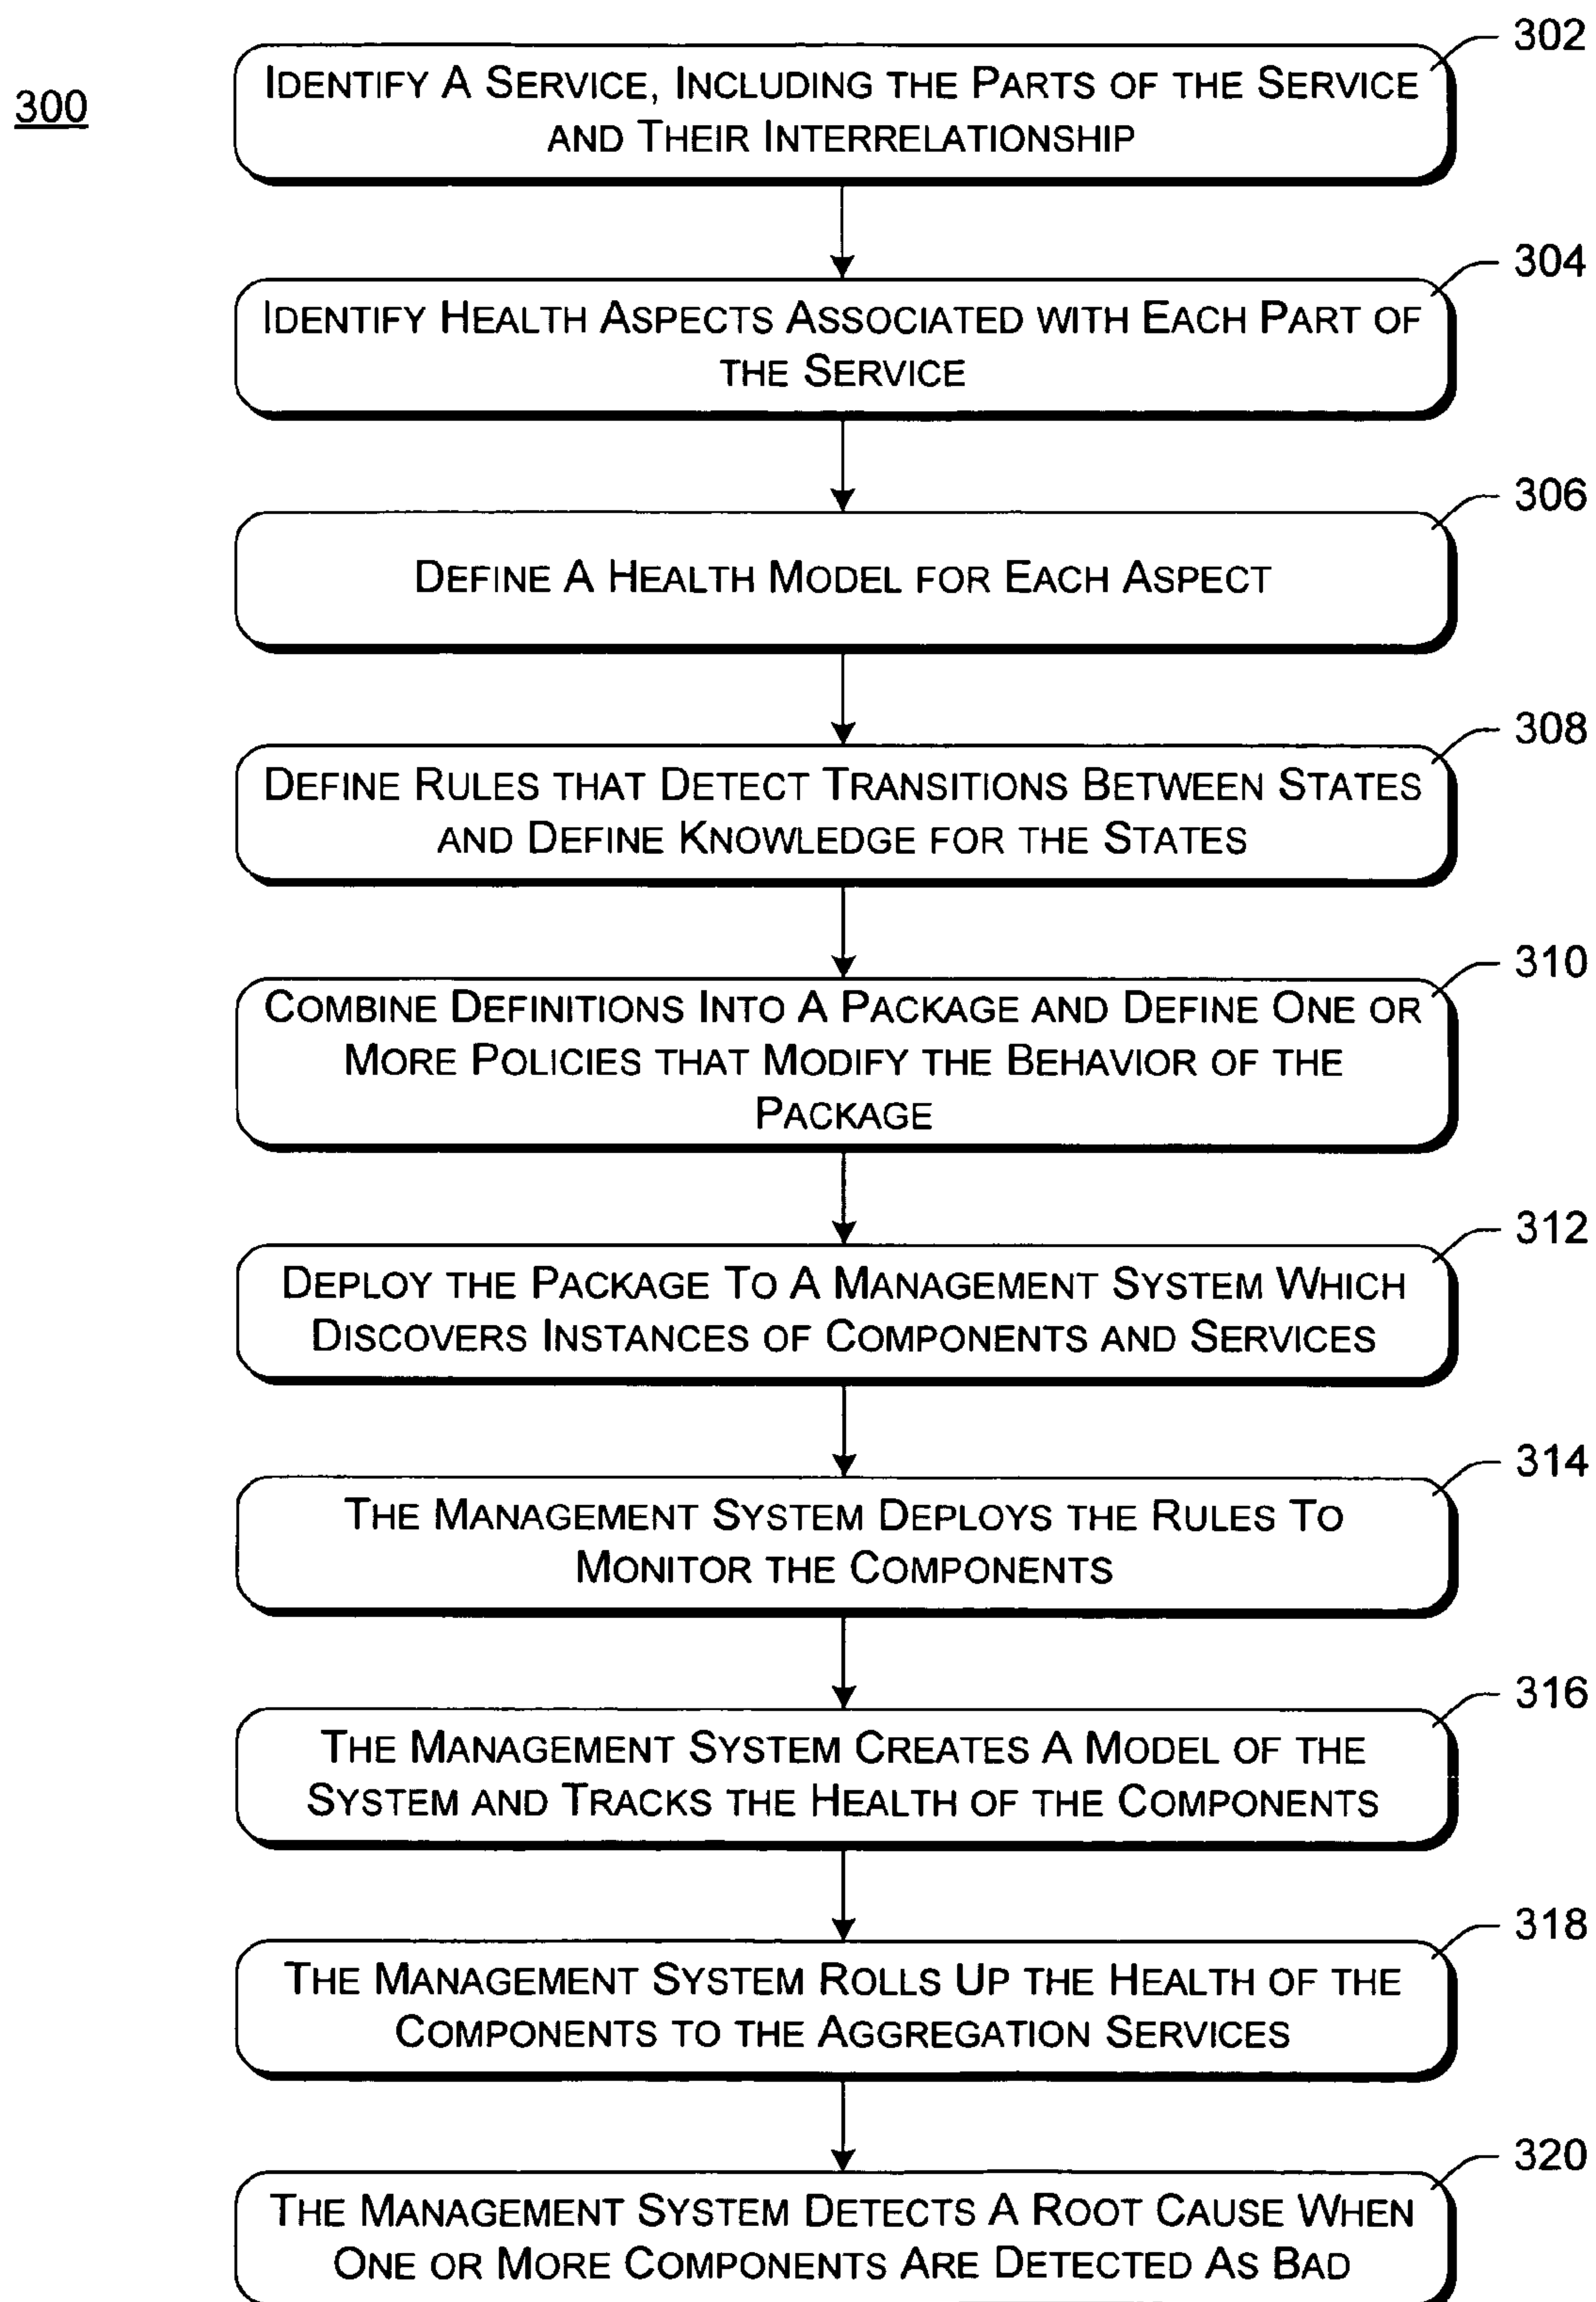 300
302
IDENTIFY A SERVICE, INCLUDING THE PARTS OF THE SERVICE
AND THEIR INTERRELATIONSHIP
304
IDENTIFY HEALTH ASPECTS ASSOCIATED WITH EACH PART OF
THE SERVICE
306
DEFINE A HEALTH MODEL FOR EACH ASPECT
308
DEFINE RULES THAT DETECT TRANSITIONS BETWEEN STATES
AND DEFINE KNOWLEDGE FOR THE STATES
310
COMBINE DEFINITIONS INTO A PACKAGE AND DEFINE ONE OR
MORE POLICIES THAT MODIFY THE BEHAVIOR OF THE
PACKAGE
312
DEPLOY THE PACKAGE TO A MANAGEMENT SYSTEM WHICH
DISCOVERS INSTANCES OF COMPONENTS AND SERVICES
314
THE MANAGEMENT SYSTEM DEPLOYS THE RULES TO
MONITOR THE COMPONENTS
316
THE MANAGEMENT SYSTEM CREATES A MODEL OF THE
SYSTEM AND TRACKS THE HEALTH OF THE COMPONENTS
318
THE MANAGEMENT SYSTEM ROLLS UP THE HEALTH OF THE
COMPONENTS TO THE AGGREGATION SERVICES
320
THE MANAGEMENT SYSTEM DETECTS A ROOT CAUSE WHEN
ONE OR MORE COMPONENTS ARE DETECTED AS BAD